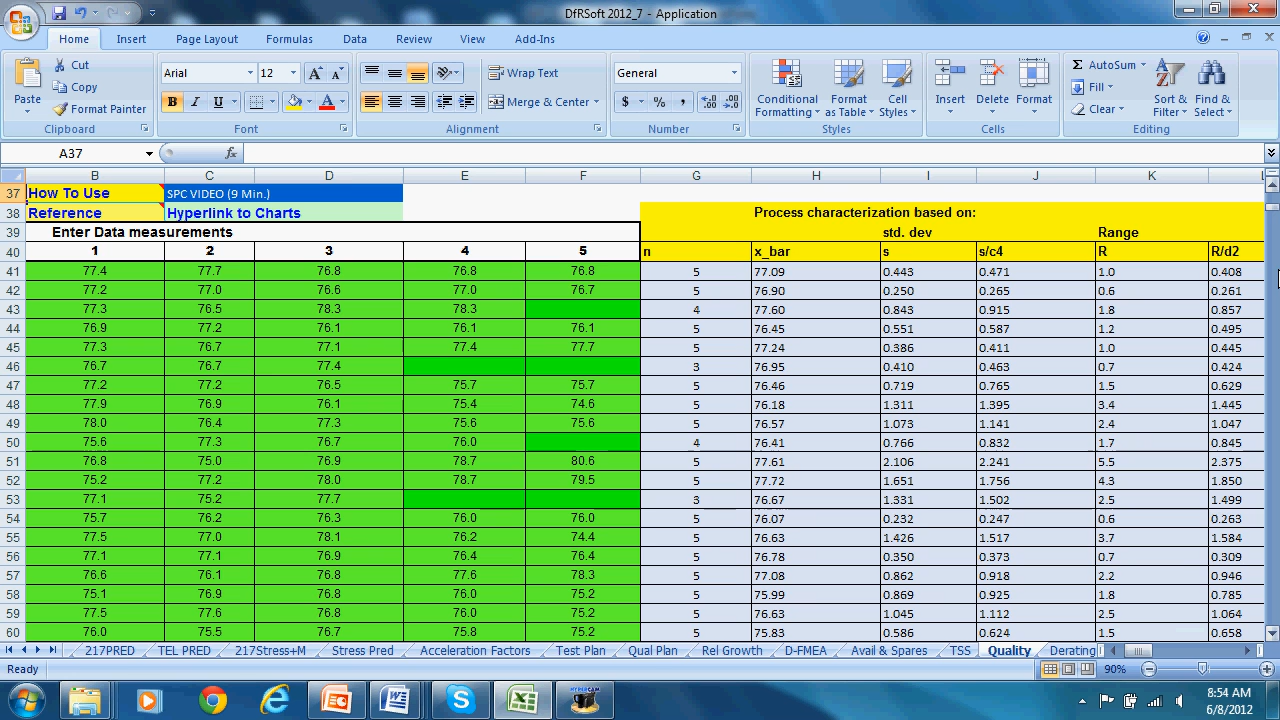 DfRSoft 2012_7 - Application
Home Insert Page Layout Formulas Data Review View Add-Ins
Paste Cut Copy Format Painter Clipboard
Arial 12 B I U A A A Font
Wrap Text Merge & Center Alignment
General $ % , Number
Conditional Formatting Format as Table Cell Styles Styles
Insert Delete Format Cells
Σ AutoSum Fill Clear Sort & Filter Find & Select Editing
A37 fx
B C D E F G H I J K L
37 How To Use SPC VIDEO (9 Min.)
38 Reference Hyperlink to Charts Process characterization based on:
39 Enter Data measurements std. dev Range
40 1 2 3 4 5 n x_bar s s/c4 R R/d2
41 77.4 77.7 76.8 76.8 76.8 5 77.09 0.443 0.471 1.0 0.408
42 77.2 77.0 76.6 77.0 76.7 5 76.90 0.250 0.265 0.6 0.261
43 77.3 76.5 78.3 78.3 4 77.60 0.843 0.915 1.8 0.857
44 76.9 77.2 76.1 76.1 76.1 5 76.45 0.551 0.587 1.2 0.495
45 77.3 76.7 77.1 77.4 77.7 5 77.24 0.386 0.411 1.0 0.445
46 76.7 76.7 77.4 3 76.95 0.410 0.463 0.7 0.424
47 77.2 77.2 76.5 75.7 75.7 5 76.46 0.719 0.765 1.5 0.629
48 77.9 76.9 76.1 75.4 74.6 5 76.18 1.311 1.395 3.4 1.445
49 78.0 76.4 77.3 75.6 75.6 5 76.57 1.073 1.141 2.4 1.047
50 75.6 77.3 76.7 76.0 4 76.41 0.766 0.832 1.7 0.845
51 76.8 75.0 76.9 78.7 80.6 5 77.61 2.106 2.241 5.5 2.375
52 75.2 77.2 78.0 78.7 79.5 5 77.72 1.651 1.756 4.3 1.850
53 77.1 75.2 77.7 3 76.67 1.331 1.502 2.5 1.499
54 75.7 76.2 76.3 76.0 76.0 5 76.07 0.232 0.247 0.6 0.263
55 77.5 77.0 78.1 76.2 74.4 5 76.63 1.426 1.517 3.7 1.584
56 77.1 77.1 76.9 76.4 76.4 5 76.78 0.350 0.373 0.7 0.309
57 76.6 76.1 76.8 77.6 78.3 5 77.08 0.862 0.918 2.2 0.946
58 75.1 76.9 76.8 76.0 75.2 5 75.99 0.869 0.925 1.8 0.785
59 77.5 77.6 76.8 76.0 75.2 5 76.63 1.045 1.112 2.5 1.064
60 76.0 75.5 76.7 75.8 75.2 5 75.83 0.586 0.624 1.5 0.658
217PRED TEL PRED 217Stress+M Stress Pred Acceleration Factors Test Plan Qual Plan Rel Growth D-FMEA Avail & Spares TSS Quality Derating
Ready 90%
HYPERCAM
8:54 AM
6/8/2012